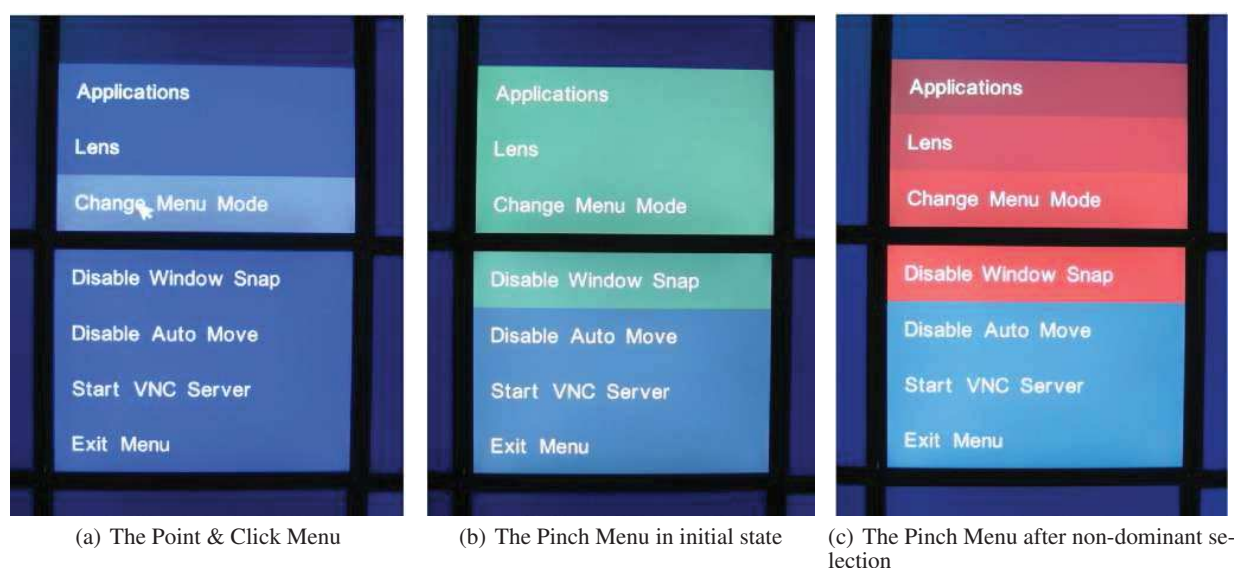 Applications
Lens
Change Menu Mode
Disable Window Snap
Disable Auto Move
Start VNC Server
Exit Menu
(a) The Point & Click Menu
Applications
Lens
Change Menu Mode
Disable Window Snap
Disable Auto Move
Start VNC Server
Exit Menu
(b) The Pinch Menu in initial state
Applications
Lens
Change Menu Mode
Disable Window Snap
Disable Auto Move
Start VNC Server
Exit Menu
(c) The Pinch Menu after non-dominant se-
lection